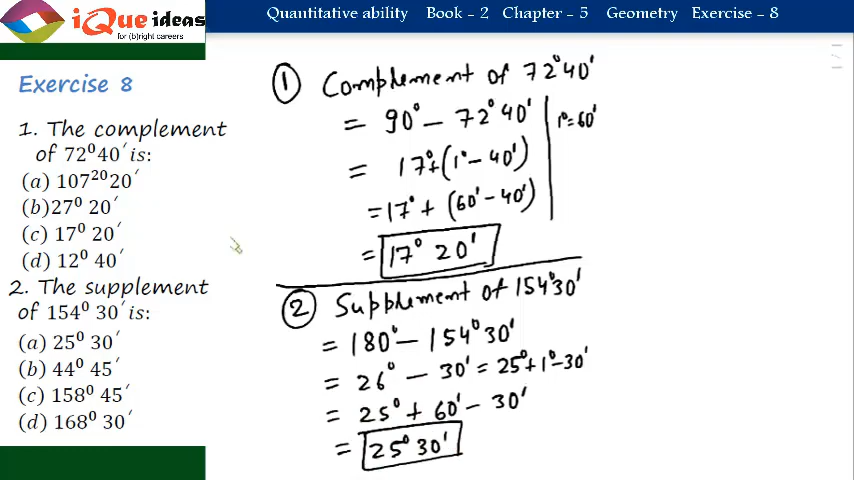 iQue ideas
for (b)right careers
Quantitative ability Book – 2 Chapter – 5 Geometry Exercise – 8
Exercise 8
1. The complement
of 72⁰40′ is:
(a) 107²⁰20′
(b)27⁰ 20′
(c) 17⁰ 20′
(d) 12⁰ 40′
2. The supplement
of 154⁰ 30′is:
(a) 25⁰ 30′
(b) 44⁰ 45′
(c) 158⁰ 45′
(d) 168⁰ 30′
① Complement of 72°40'
= 90° – 72°40'
1° = 60'
= 17°+(1° – 40')
= 17° + (60' – 40')
= 17° 20'
② Supplement of 154°30'
= 180° – 154°30'
= 26° – 30' = 25°+1°–30'
= 25° + 60' – 30'
= 25°30'